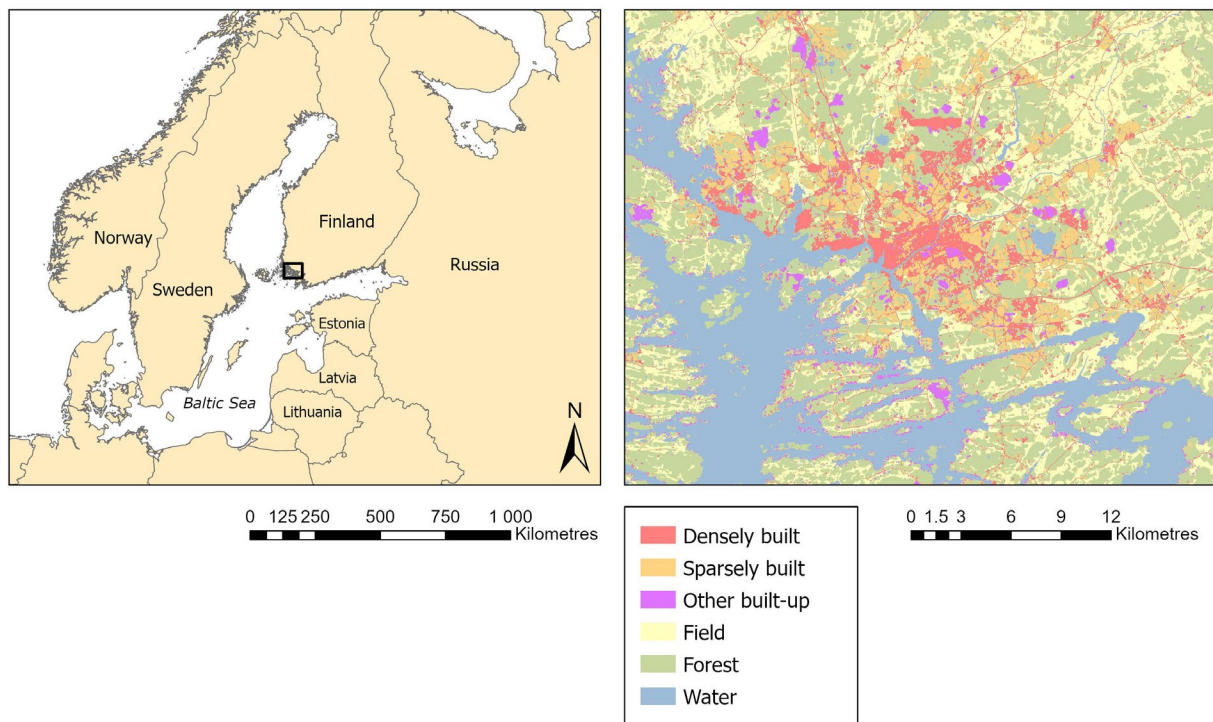 Norway
Sweden
Finland
Russia
Estonia
Latvia
Lithuania
Baltic Sea
N
0 125 250 500 750 1 000
Kilometres
Densely built
Sparsely built
Other built-up
Field
Forest
Water
0 1.5 3 6 9 12
Kilometres